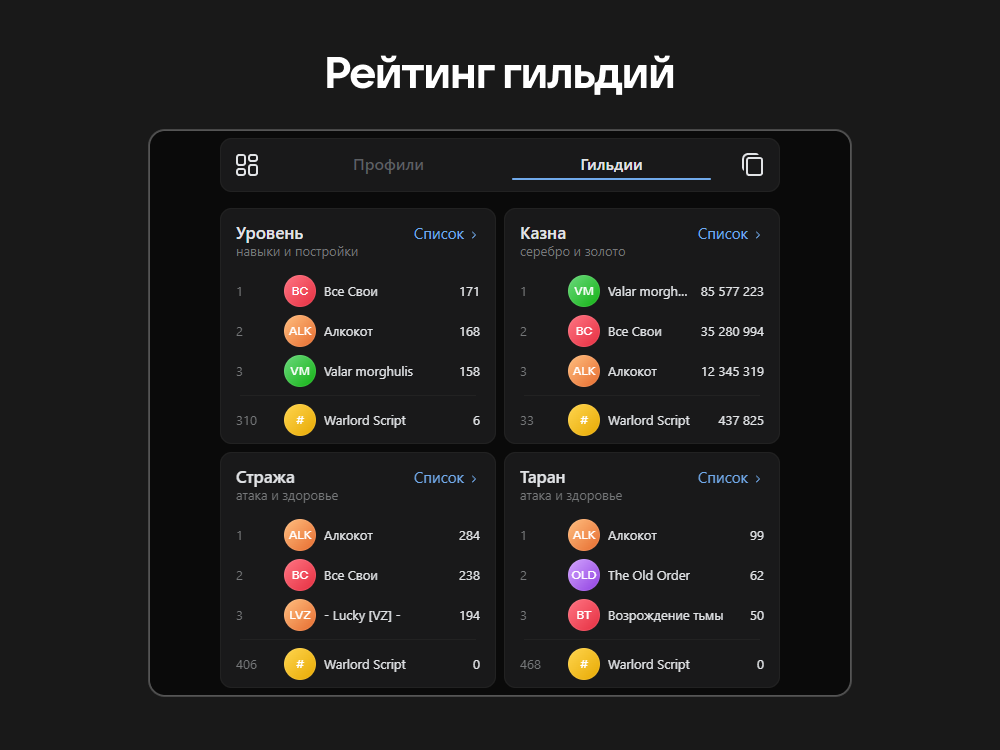 Рейтинг гильдий
Профили
Гильдии
Уровень
Список
навыки и постройки
1 ВС Все Свои 171
2 ALK Алкокот 168
3 VM Valar morghulis 158
310 # Warlord Script 6
Казна
Список
серебро и золото
1 VM Valar morgh... 85 577 223
2 ВС Все Свои 35 280 994
3 ALK Алкокот 12 345 319
33 # Warlord Script 437 825
Стража
Список
атака и здоровье
1 ALK Алкокот 284
2 ВС Все Свои 238
3 LVZ - Lucky [VZ] - 194
406 # Warlord Script 0
Таран
Список
атака и здоровье
1 ALK Алкокот 99
2 OLD The Old Order 62
3 ВТ Возрождение тьмы 50
468 # Warlord Script 0